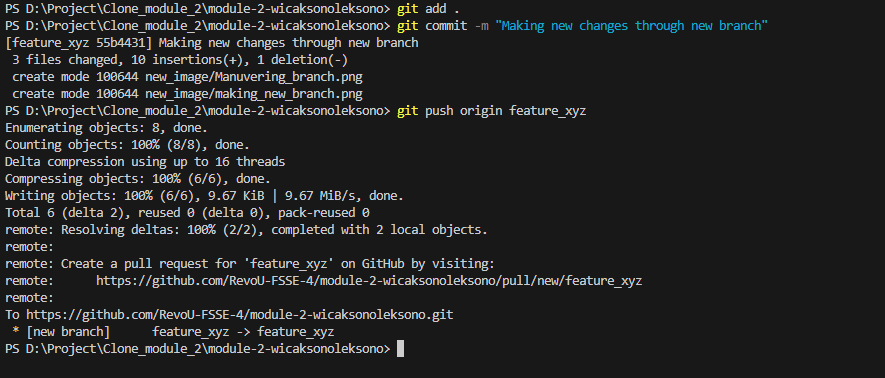 PS D:\Project\Clone_module_2\module-2-wicaksonoleksono> git add .
PS D:\Project\Clone_module_2\module-2-wicaksonoleksono> git commit -m "Making new changes through new branch"
[feature_xyz 55b4431] Making new changes through new branch
 3 files changed, 10 insertions(+), 1 deletion(-)
 create mode 100644 new_image/Manuvering_branch.png
 create mode 100644 new_image/making_new_branch.png
PS D:\Project\Clone_module_2\module-2-wicaksonoleksono> git push origin feature_xyz
Enumerating objects: 8, done.
Counting objects: 100% (8/8), done.
Delta compression using up to 16 threads
Compressing objects: 100% (6/6), done.
Writing objects: 100% (6/6), 9.67 KiB | 9.67 MiB/s, done.
Total 6 (delta 2), reused 0 (delta 0), pack-reused 0
remote: Resolving deltas: 100% (2/2), completed with 2 local objects.
remote:
remote: Create a pull request for 'feature_xyz' on GitHub by visiting:
remote:      https://github.com/RevoU-FSSE-4/module-2-wicaksonoleksono/pull/new/feature_xyz
remote:
To https://github.com/RevoU-FSSE-4/module-2-wicaksonoleksono.git
 * [new branch]      feature_xyz -> feature_xyz
PS D:\Project\Clone_module_2\module-2-wicaksonoleksono>